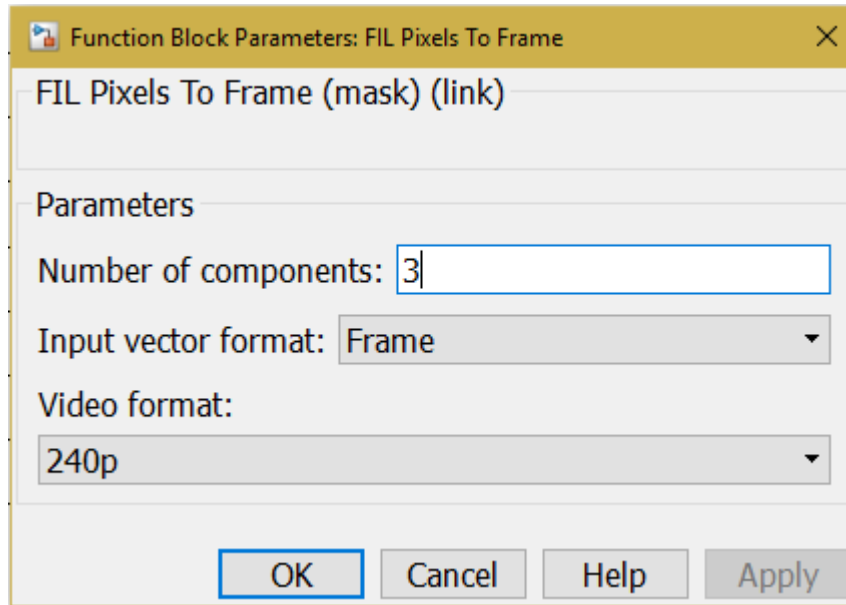 Function Block Parameters: FIL Pixels To Frame
FIL Pixels To Frame (mask) (link)
Parameters
Number of components: 3
Input vector format: Frame
Video format:
240p
OK Cancel Help Apply